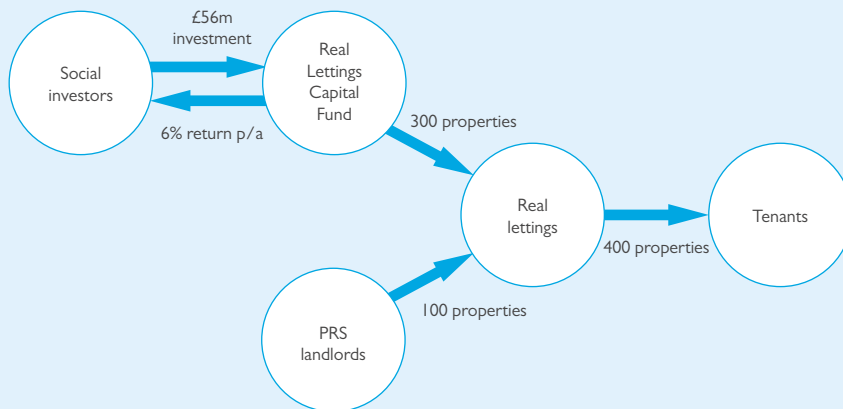 £56m
investment
Social
investors
Real
Lettings
Capital
Fund
6% return p/a
300 properties
Real
lettings
Tenants
400 properties
100 properties
PRS
landlords